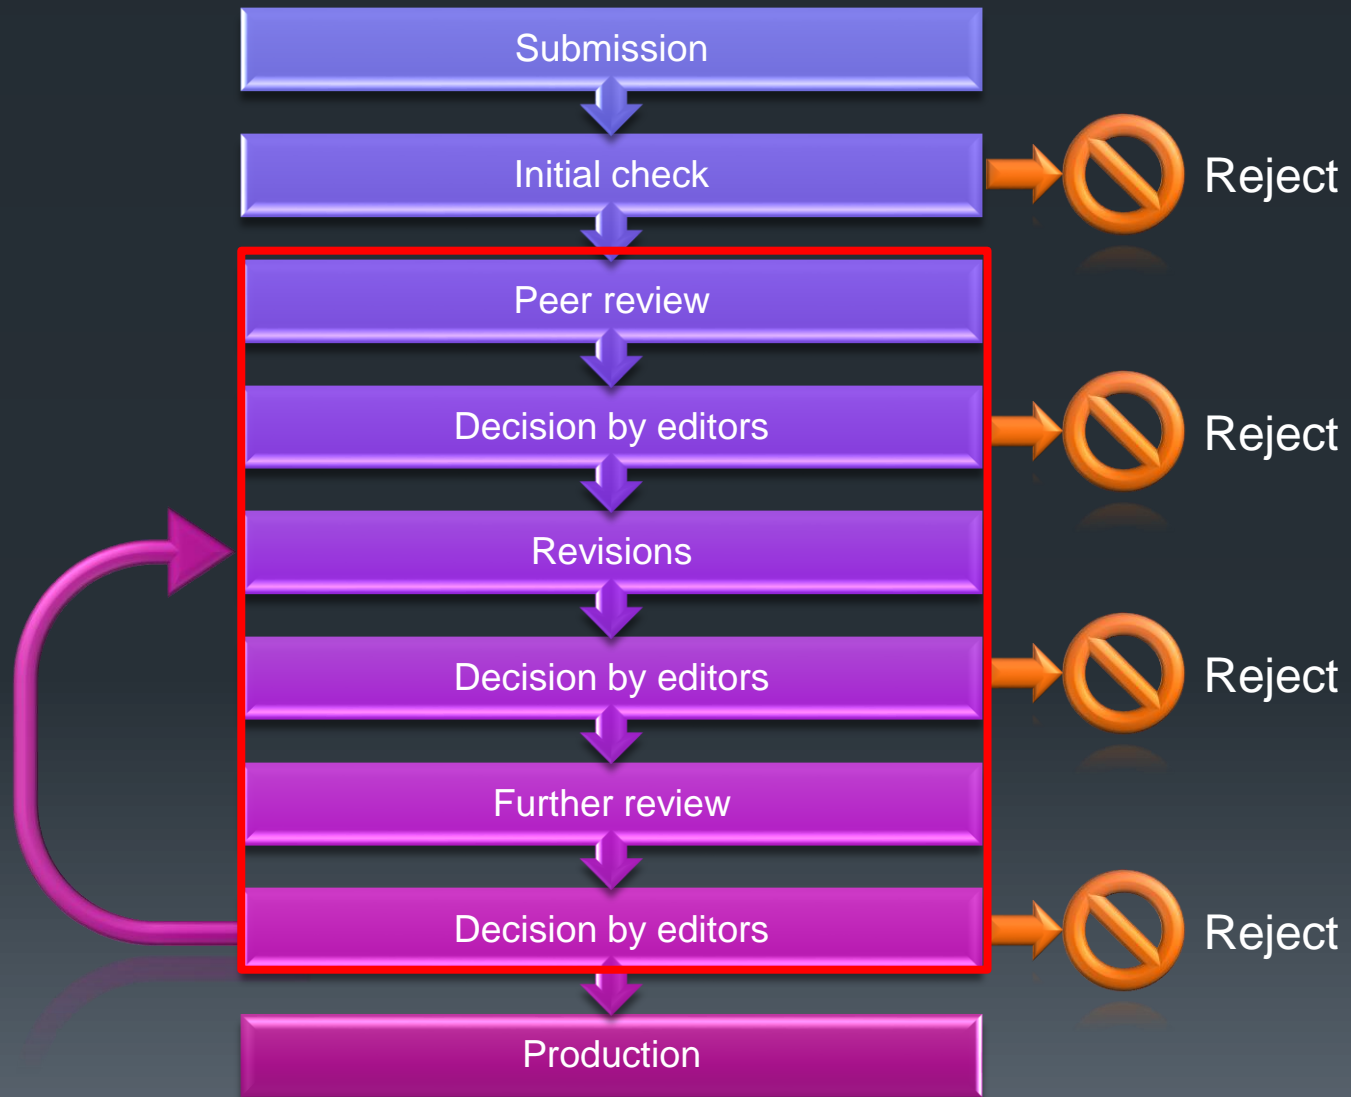 Submission
Initial check
Reject
Peer review
Decision by editors
Reject
Revisions
Decision by editors
Reject
Further review
Decision by editors
Reject
Production